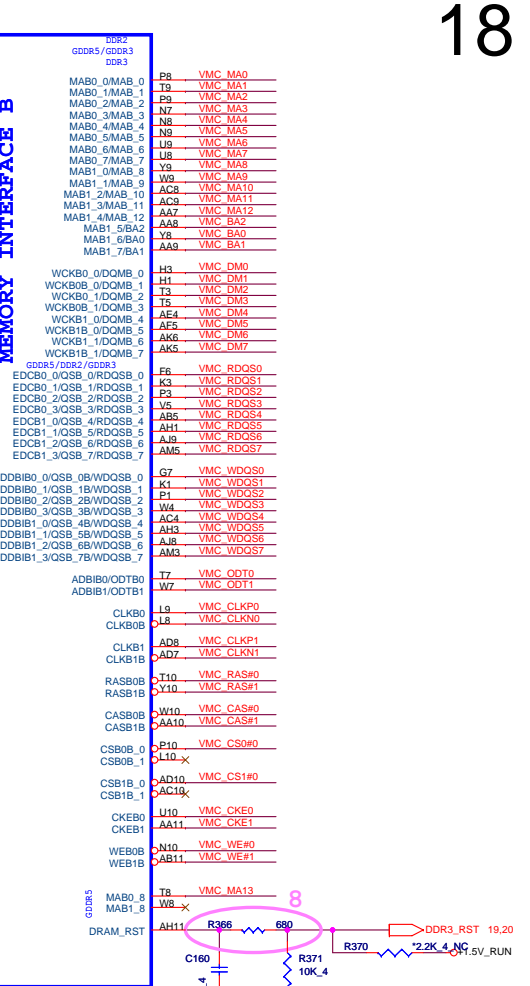 18
DDR2
GDDR5/GDDR3
DDR3
MEMORY INTERFACE B
MAB0_0/MAB_0 P8 VMC_MA0
MAB0_1/MAB_1 T9 VMC_MA1
MAB0_2/MAB_2 P9 VMC_MA2
MAB0_3/MAB_3 N7 VMC_MA3
MAB0_4/MAB_4 N8 VMC_MA4
MAB0_5/MAB_5 N9 VMC_MA5
MAB0_6/MAB_6 U9 VMC_MA6
MAB0_7/MAB_7 U8 VMC_MA7
MAB1_0/MAB_8 Y9 VMC_MA8
MAB1_1/MAB_9 W9 VMC_MA9
MAB1_2/MAB_10 AC8 VMC_MA10
MAB1_3/MAB_11 AC9 VMC_MA11
MAB1_4/MAB_12 AA7 VMC_MA12
MAB1_5/BA2 AA8 VMC_BA2
MAB1_6/BA0 Y8 VMC_BA0
MAB1_7/BA1 AA9 VMC_BA1
WCKB0_0/DQMB_0 H3 VMC_DM0
WCKB0B_0/DQMB_1 H1 VMC_DM1
WCKB0_1/DQMB_2 T3 VMC_DM2
WCKB0B_1/DQMB_3 T5 VMC_DM3
WCKB1_0/DQMB_4 AE4 VMC_DM4
WCKB1B_0/DQMB_5 AF5 VMC_DM5
WCKB1_1/DQMB_6 AK6 VMC_DM6
WCKB1B_1/DQMB_7 AK5 VMC_DM7
GDDR5/DDR2/GDDR3
EDCB0_0/QSB_0/RDQSB_0 F6 VMC_RDQS0
EDCB0_1/QSB_1/RDQSB_1 K3 VMC_RDQS1
EDCB0_2/QSB_2/RDQSB_2 P3 VMC_RDQS2
EDCB0_3/QSB_3/RDQSB_3 V5 VMC_RDQS3
EDCB1_0/QSB_4/RDQSB_4 AB5 VMC_RDQS4
EDCB1_1/QSB_5/RDQSB_5 AH1 VMC_RDQS5
EDCB1_2/QSB_6/RDQSB_6 AJ9 VMC_RDQS6
EDCB1_3/QSB_7/RDQSB_7 AM5 VMC_RDQS7
DDBIB0_0/QSB_0B/WDQSB_0 G7 VMC_WDQS0
DDBIB0_1/QSB_1B/WDQSB_1 K1 VMC_WDQS1
DDBIB0_2/QSB_2B/WDQSB_2 P1 VMC_WDQS2
DDBIB0_3/QSB_3B/WDQSB_3 W4 VMC_WDQS3
DDBIB1_0/QSB_4B/WDQSB_4 AC4 VMC_WDQS4
DDBIB1_1/QSB_5B/WDQSB_5 AH3 VMC_WDQS5
DDBIB1_2/QSB_6B/WDQSB_6 AJ8 VMC_WDQS6
DDBIB1_3/QSB_7B/WDQSB_7 AM3 VMC_WDQS7
ADBIB0/ODTB0 T7 VMC_ODT0
ADBIB1/ODTB1 W7 VMC_ODT1
CLKB0 L9 VMC_CLKP0
CLKB0B L8 VMC_CLKN0
CLKB1 AD8 VMC_CLKP1
CLKB1B AD7 VMC_CLKN1
RASB0B T10 VMC_RAS#0
RASB1B Y10 VMC_RAS#1
CASB0B W10 VMC_CAS#0
CASB1B AA10 VMC_CAS#1
CSB0B_0 P10 VMC_CS0#0
CSB0B_1 L10
CSB1B_0 AD10 VMC_CS1#0
CSB1B_1 AC10
CKEB0 U10 VMC_CKE0
CKEB1 AA11 VMC_CKE1
WEB0B N10 VMC_WE#0
WEB1B AB11 VMC_WE#1
GDDR5
MAB0_8 T8 VMC_MA13
MAB1_8 W8
8
DRAM_RST AH11 R366 680 DDR3_RST 19,20
R370 *2.2K_4_NC +1.5V_RUN
C160 R371
10K_4
_4